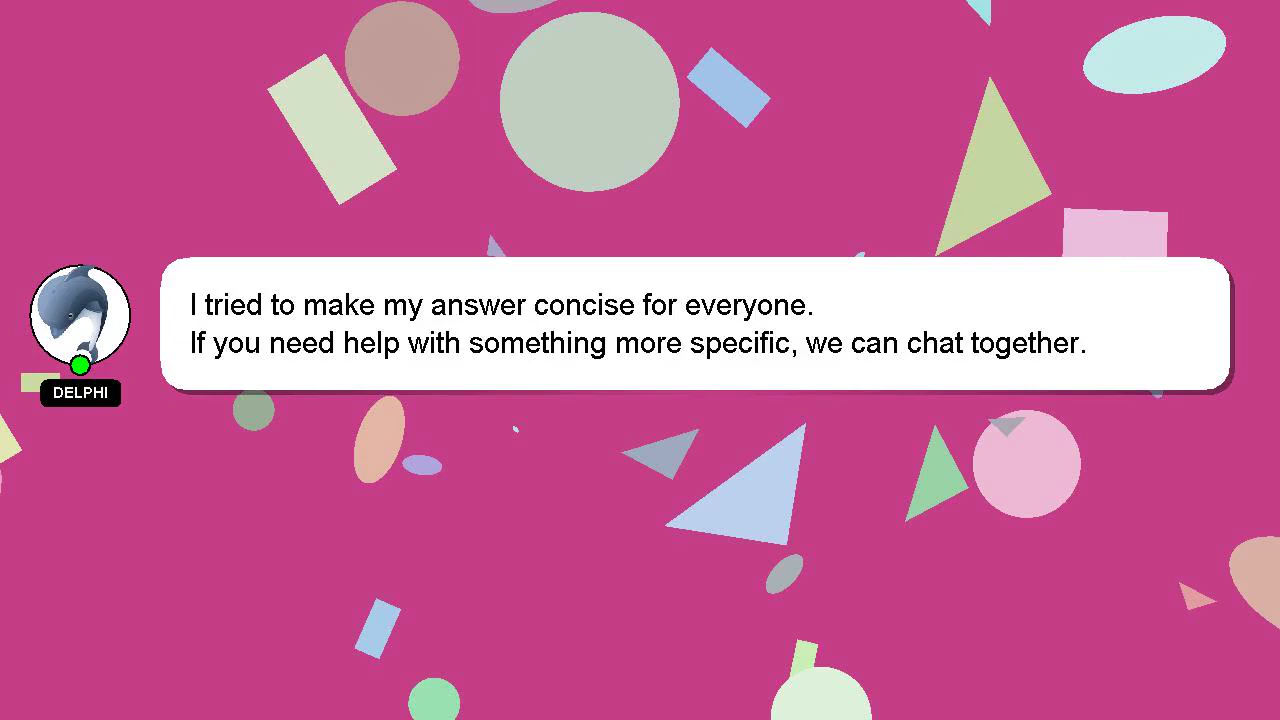 I tried to make my answer concise for everyone.
If you need help with something more specific, we can chat together.
DELPHI